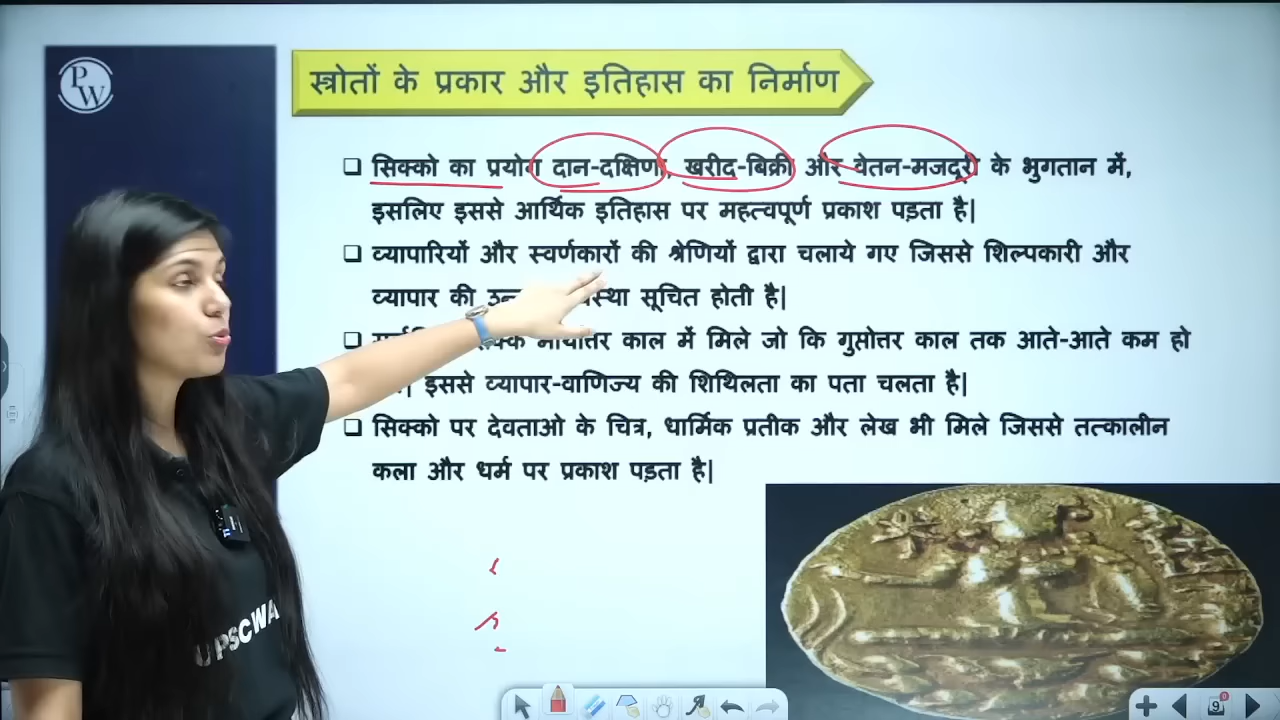 PW
स्त्रोतों के प्रकार और इतिहास का निर्माण
सिक्को का प्रयोग दान-दक्षिणा, खरीद-बिक्री और वेतन-मजदूरी के भुगतान में,
इसलिए इससे आर्थिक इतिहास पर महत्वपूर्ण प्रकाश पड़ता है|
व्यापारियों और स्वर्णकारों की श्रेणियों द्वारा चलाये गए जिससे शिल्पकारी और
व्यापार की सूचित होती है|
काल में मिले जो कि गुप्तोत्तर काल तक आते-आते कम हो
इससे व्यापार-वाणिज्य की शिथिलता का पता चलता है|
सिक्को पर देवताओ के चित्र, धार्मिक प्रतीक और लेख भी मिले जिससे तत्कालीन
कला और धर्म पर प्रकाश पड़ता है|
UPSCWA